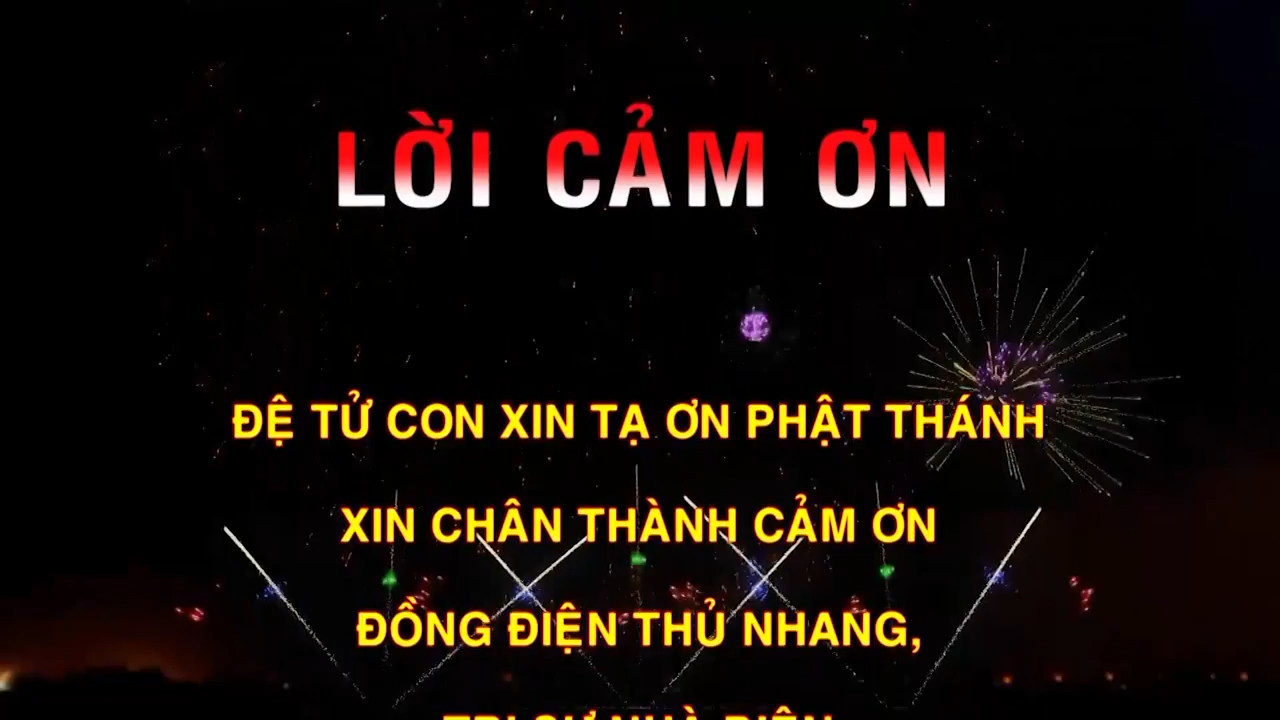 LỜI CẢM ƠN
ĐỆ TỬ CON XIN TẠ ƠN PHẬT THÁNH
XIN CHÂN THÀNH CẢM ƠN
ĐỒNG ĐIỆN THỦ NHANG,